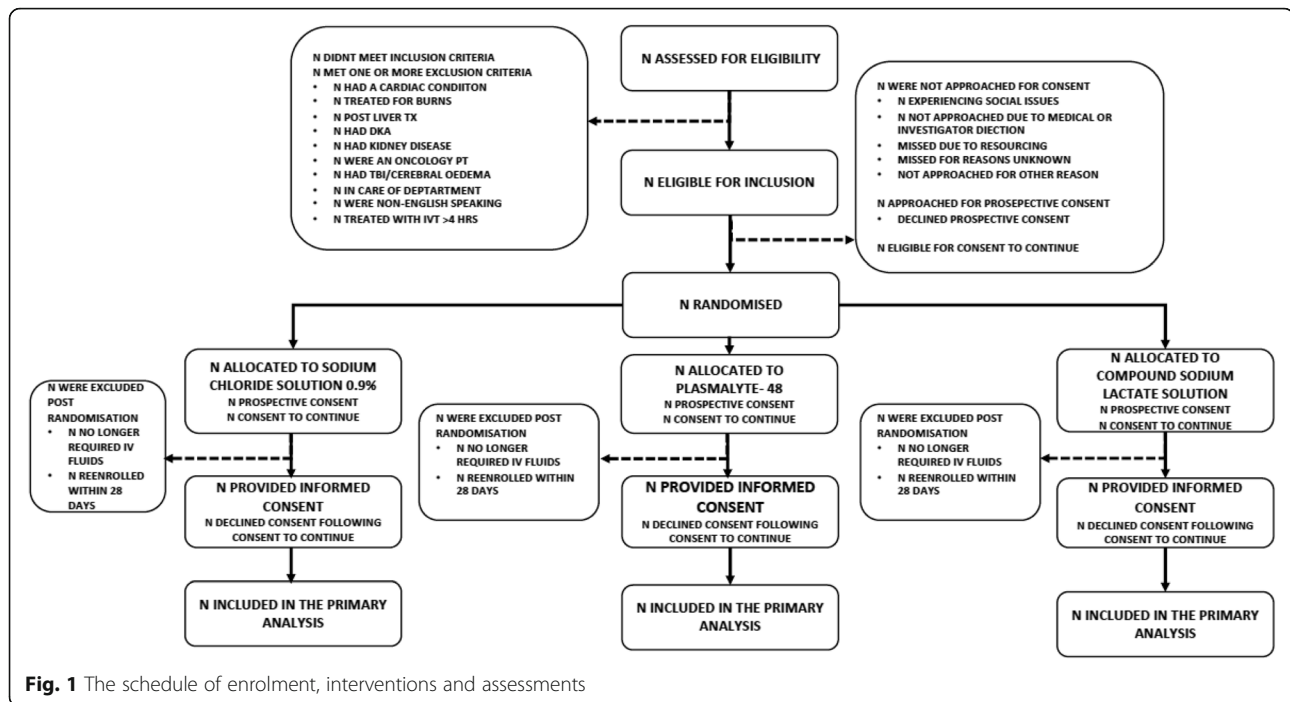 N DIDNT MEET INCLUSION CRITERIA
N MET ONE OR MORE EXCLUSION CRITERIA
• N HAD A CARDIAC CONDIITON
• N TREATED FOR BURNS
• N POST LIVER TX
• N HAD DKA
• N HAD KIDNEY DISEASE
• N WERE AN ONCOLOGY PT
• N HAD TBI/CEREBRAL OEDEMA
• N IN CARE OF DEPTARTMENT
• N WERE NON-ENGLISH SPEAKING
• N TREATED WITH IVT >4 HRS
N ASSESSED FOR ELIGIBILITY
N WERE NOT APPROACHED FOR CONSENT
• N EXPERIENCING SOCIAL ISSUES
• N NOT APPROACHED DUE TO MEDICAL OR
INVESTIGATOR DIECTION
• MISSED DUE TO RESOURCING
• MISSED FOR REASONS UNKNOWN
• NOT APPROACHED FOR OTHER REASON
N APPROACHED FOR PROSEPECTIVE CONSENT
• DECLINED PROSPECTIVE CONSENT
N ELIGIBLE FOR CONSENT TO CONTINUE
N ELIGIBLE FOR INCLUSION
N RANDOMISED
N ALLOCATED TO SODIUM
CHLORIDE SOLUTION 0.9%
N PROSPECTIVE CONSENT
N CONSENT TO CONTINUE
N ALLOCATED TO
PLASMALYTE- 48
N PROSPECTIVE CONSENT
N CONSENT TO CONTINUE
N ALLOCATED TO
COMPOUND SODIUM
LACTATE SOLUTION
N PROSPECTIVE CONSENT
N CONSENT TO CONTINUE
N WERE EXCLUDED
POST
RANDOMISATION
• N NO LONGER
REQUIRED IV
FLUIDS
• N REENROLLED
WITHIN 28
DAYS
N WERE EXCLUDED POST
RANDOMISATION
• N NO LONGER
REQUIRED IV FLUIDS
• N REENROLLED WITHIN
28 DAYS
N WERE EXCLUDED POST
RANDOMISATION
• N NO LONGER
REQUIRED IV FLUIDS
• N REENROLLED WITHIN
28 DAYS
N PROVIDED INFORMED
CONSENT
N DECLINED CONSENT FOLLOWING
CONSENT TO CONTINUE
N PROVIDED INFORMED
CONSENT
N DECLINED CONSENT FOLLOWING
CONSENT TO CONTINUE
N PROVIDED INFORMED
CONSENT
N DECLINED CONSENT FOLLOWING
CONSENT TO CONTINUE
N INCLUDED IN THE PRIMARY
ANALYSIS
N INCLUDED IN THE PRIMARY
ANALYSIS
N INCLUDED IN THE PRIMARY
ANALYSIS
Fig. 1 The schedule of enrolment, interventions and assessments